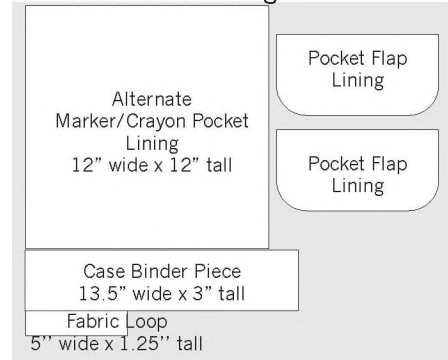 Alternate
Marker/Crayon Pocket
Lining
12” wide x 12” tall
Pocket Flap
Lining
Pocket Flap
Lining
Case Binder Piece
13.5” wide x 3” tall
Fabric Loop
5’’ wide x 1.25’’ tall